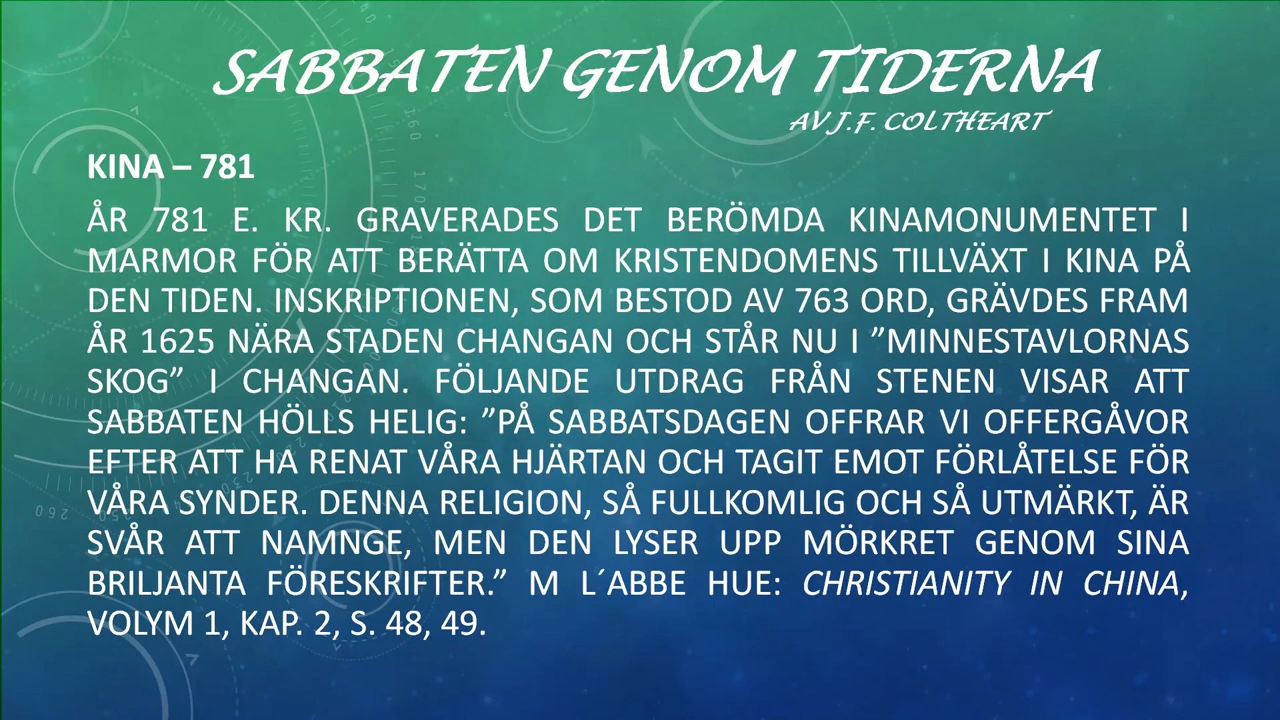 SABBATEN GENOM TIDERNA
AV J.F. COLTHEART
KINA – 781
ÅR 781 E. KR. GRAVERADES DET BERÖMDA KINAMONUMENTET I
MARMOR FÖR ATT BERÄTTA OM KRISTENDOMENS TILLVÄXT I KINA PÅ
DEN TIDEN. INSKRIPTIONEN, SOM BESTOD AV 763 ORD, GRÄVDES FRAM
ÅR 1625 NÄRA STADEN CHANGAN OCH STÅR NU I ”MINNESTAVLORNAS
SKOG” I CHANGAN. FÖLJANDE UTDRAG FRÅN STENEN VISAR ATT
SABBATEN HÖLLS HELIG: ”PÅ SABBATSDAGEN OFFRAR VI OFFERGÅVOR
EFTER ATT HA RENAT VÅRA HJÄRTAN OCH TAGIT EMOT FÖRLÅTELSE FÖR
VÅRA SYNDER. DENNA RELIGION, SÅ FULLKOMLIG OCH SÅ UTMÄRKT, ÄR
SVÅR ATT NAMNGE, MEN DEN LYSER UPP MÖRKRET GENOM SINA
BRILJANTA FÖRESKRIFTER.” M L´ABBE HUE: CHRISTIANITY IN CHINA,
VOLYM 1, KAP. 2, S. 48, 49.
160
170
260